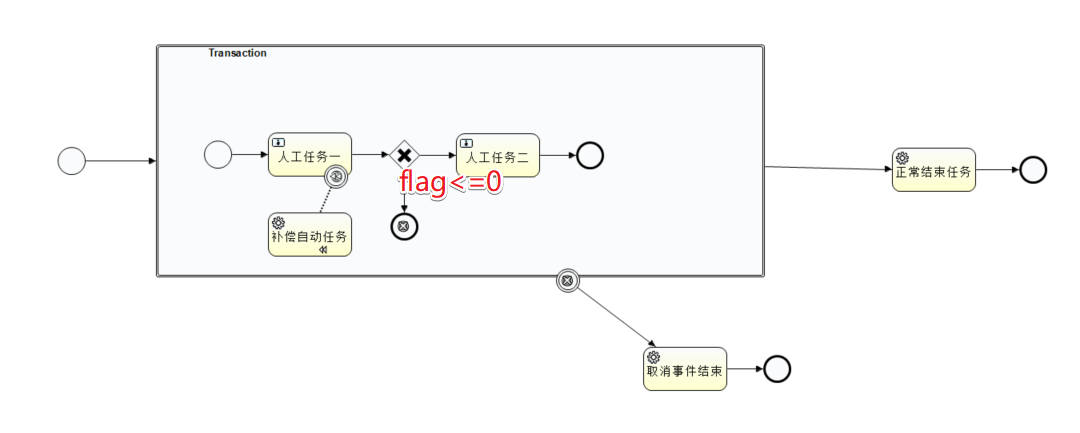 Transaction
人工任务一
人工任务二
flag<=0
补偿自动任务
正常结束任务
取消事件结束